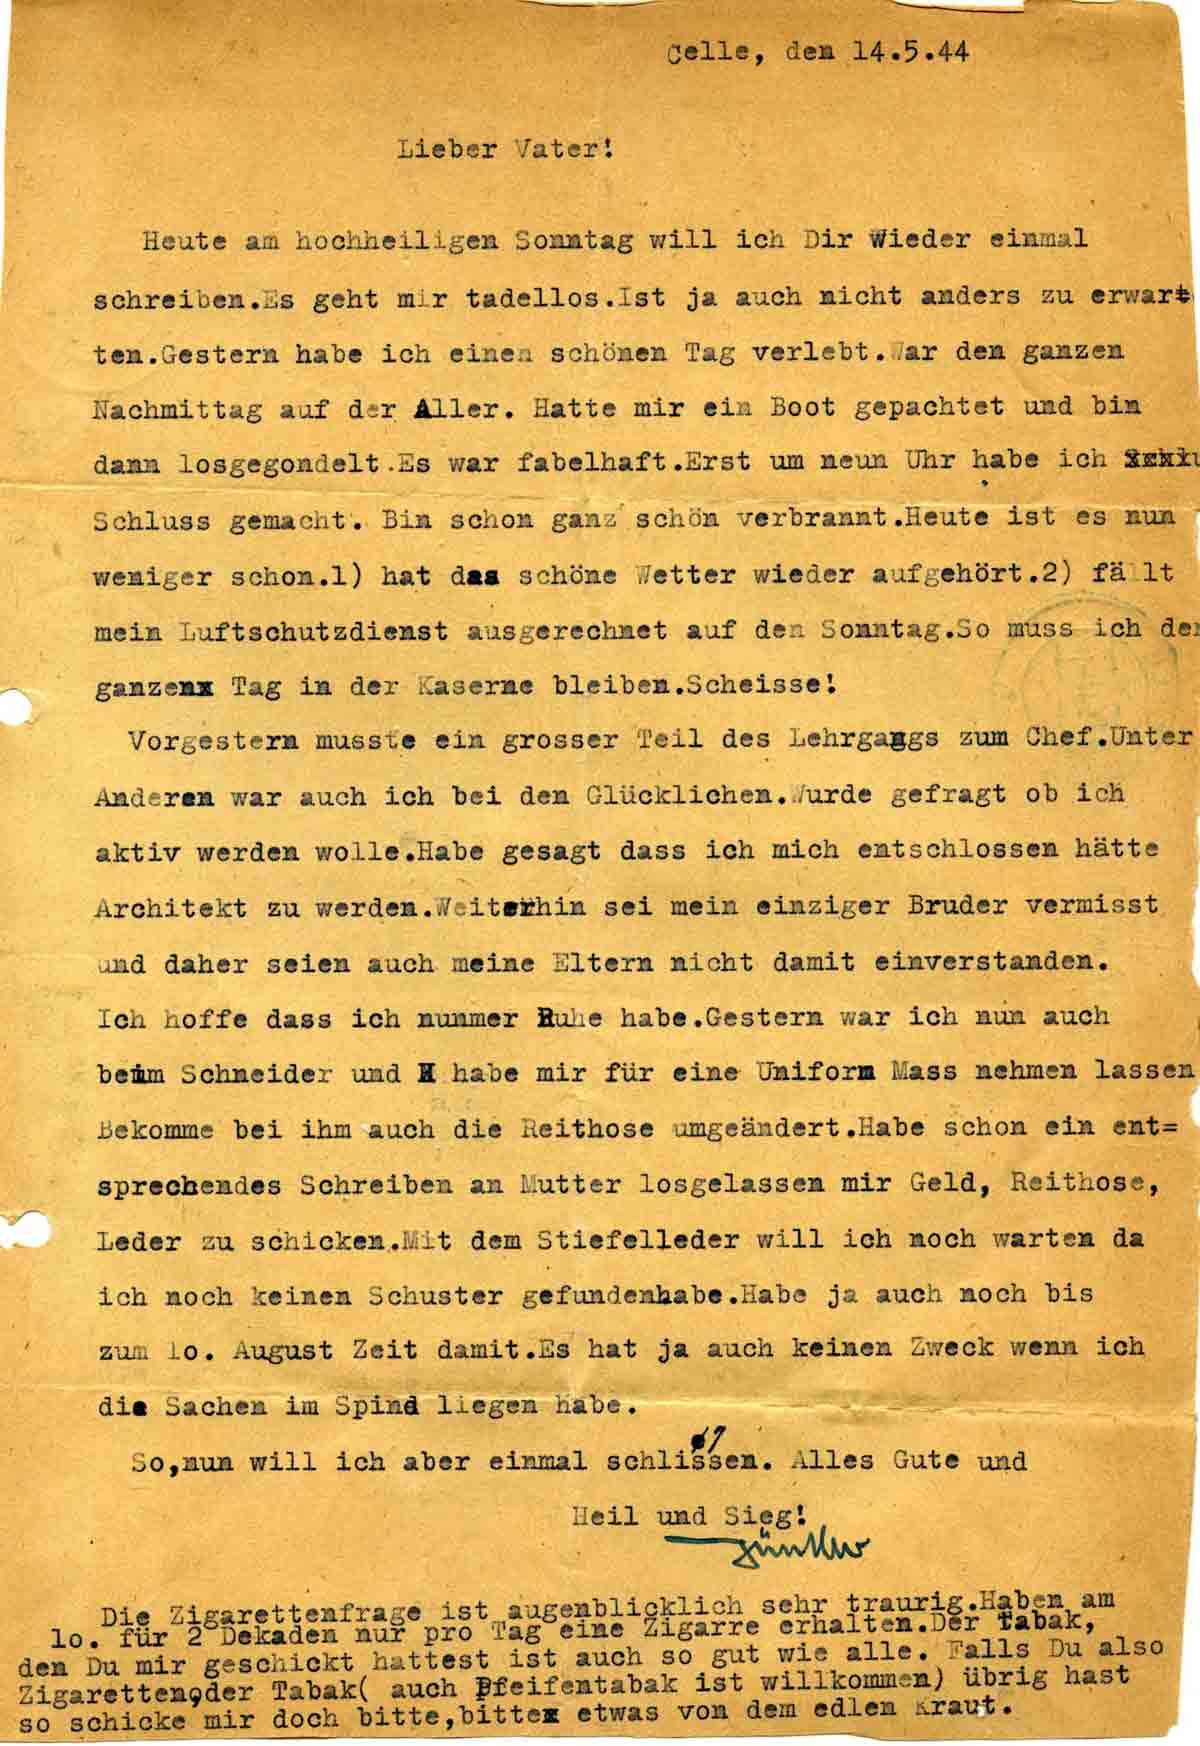 Celle, den 14.5.44
Lieber Vater!
Heute am hochheiligen Sonntag will ich Dir wieder einmal
schreiben.Es geht mir tadellos.Ist ja auch nicht anders zu erwart
ten.Gestern habe ich einen schönen Tag verlebt.War den ganzen
Nachmittag auf der Aller. Hatte mir ein Boot gepachtet und bin
dann losgegondelt.Es war fabelhaft.Erst um neun Uhr habe ich
Schluss gemacht. Bin schon ganz schön verbrannt.Heute ist es nun
weniger schon.1) hat das schöne Wetter wieder aufgehört.2) fällt
mein Luftschutzdienst ausgerechnet auf den Sonntag.So muss ich den
ganzenx Tag in der Kaserne bleiben.Scheisse!
Vorgestern musste ein grosser Teil des Lehrgangs zum Chef.Unter
Anderen war auch ich bei den Glücklichen.Wurde gefragt ob ich
aktiv werden wolle.Habe gesagt dass ich mich entschlossen hätte
Architekt zu werden.Weiterhin sei mein einziger Bruder vermisst
und daher seien auch meine Eltern nicht damit einverstanden.
Ich hoffe dass ich nunmer Ruhe habe.Gestern war ich nun auch
beim Schneider und H habe mir für eine Uniform Mass nehmen lassen
Bekomme bei ihm auch die Reithose umgeändert.Habe schon ein ent=
sprechendes Schreiben an Mutter losgelassen mir Geld, Reithose,
Leder zu schicken.Mit dem Stiefelleder will ich noch warten da
ich noch keinen Schuster gefundenhabe.Habe ja auch noch bis
zum lo. August Zeit damit.Es hat ja auch keinen Zweck wenn ich
die Sachen im Spind liegen habe.
So,nun will ich aber einmal schlissen. Alles Gute und
Heil und Sieg!
Günther
Die Zigarettenfrage ist augenblicklich sehr traurig.Haben am
lo. für 2 Dekaden nur pro Tag eine Zigarre erhalten.Der Tabak,
den Du mir geschickt hattest ist auch so gut wie alle. Falls Du also
Zigaretten,der Tabak( auch Pfeifentabak ist willkommen) übrig hast
so schicke mir doch bitte,bittex etwas von dem edlen Kraut.